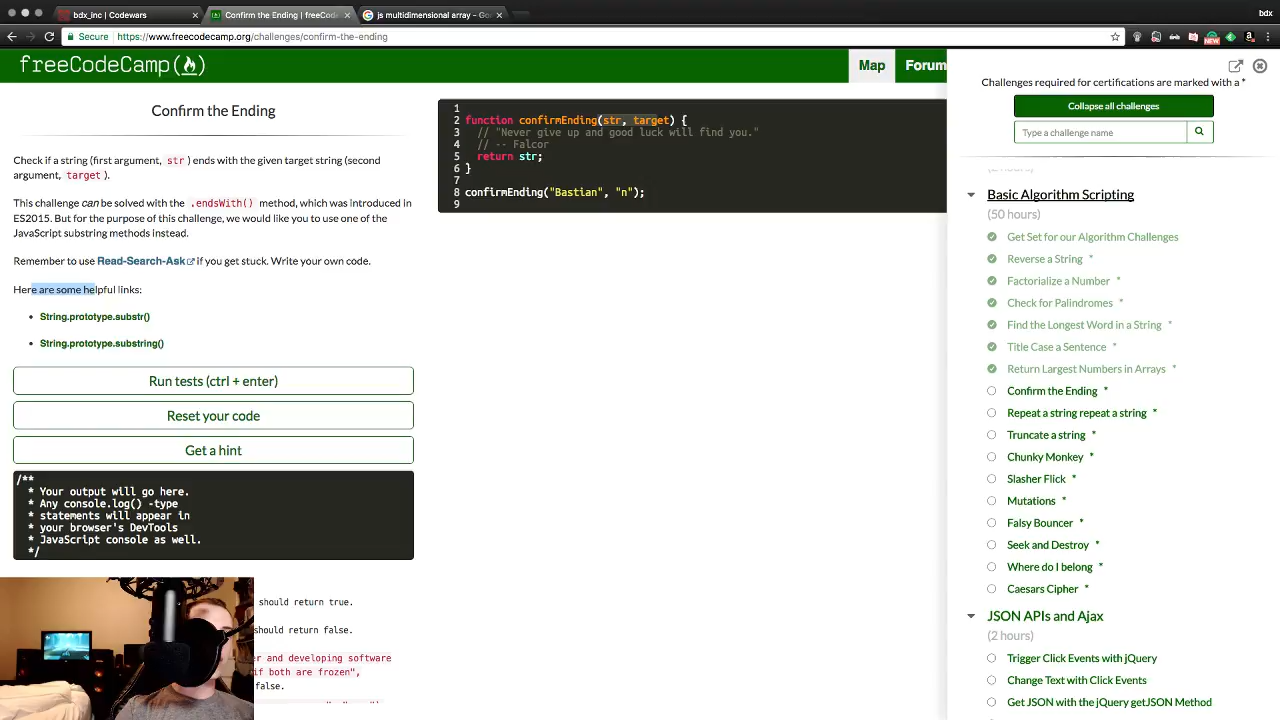 bdx_inc | Codewars
Confirm the Ending | freeCodeC
js multidimensional array - Go
bdx
Secure
https://www.freecodecamp.org/challenges/confirm-the-ending
NEW
freeCodeCamp(🔥)
Map
Forum
Confirm the Ending
Check if a string (first argument, str ) ends with the given target string (second
argument, target ).
This challenge can be solved with the .endsWith() method, which was introduced in
ES2015. But for the purpose of this challenge, we would like you to use one of the
JavaScript substring methods instead.
Remember to use Read-Search-Ask if you get stuck. Write your own code.
Here are some helpful links:
• String.prototype.substr()
• String.prototype.substring()
Run tests (ctrl + enter)
Reset your code
Get a hint
/**
* Your output will go here.
* Any console.log() -type
* statements will appear in
* your browser's DevTools
* JavaScript console as well.
*/
should return true.
should return false.
er and developing software
if both are frozen",
false.
1
2 function confirmEnding(str, target) {
3 // "Never give up and good luck will find you."
4 // -- Falcor
5 return str;
6 }
7
8 confirmEnding("Bastian", "n");
9
Challenges required for certifications are marked with a *
Collapse all challenges
Type a challenge name
Basic Algorithm Scripting
(50 hours)
Get Set for our Algorithm Challenges
Reverse a String *
Factorialize a Number *
Check for Palindromes *
Find the Longest Word in a String *
Title Case a Sentence *
Return Largest Numbers in Arrays *
Confirm the Ending *
Repeat a string repeat a string *
Truncate a string *
Chunky Monkey *
Slasher Flick *
Mutations *
Falsy Bouncer *
Seek and Destroy *
Where do I belong *
Caesars Cipher *
JSON APIs and Ajax
(2 hours)
Trigger Click Events with jQuery
Change Text with Click Events
Get JSON with the jQuery getJSON Method